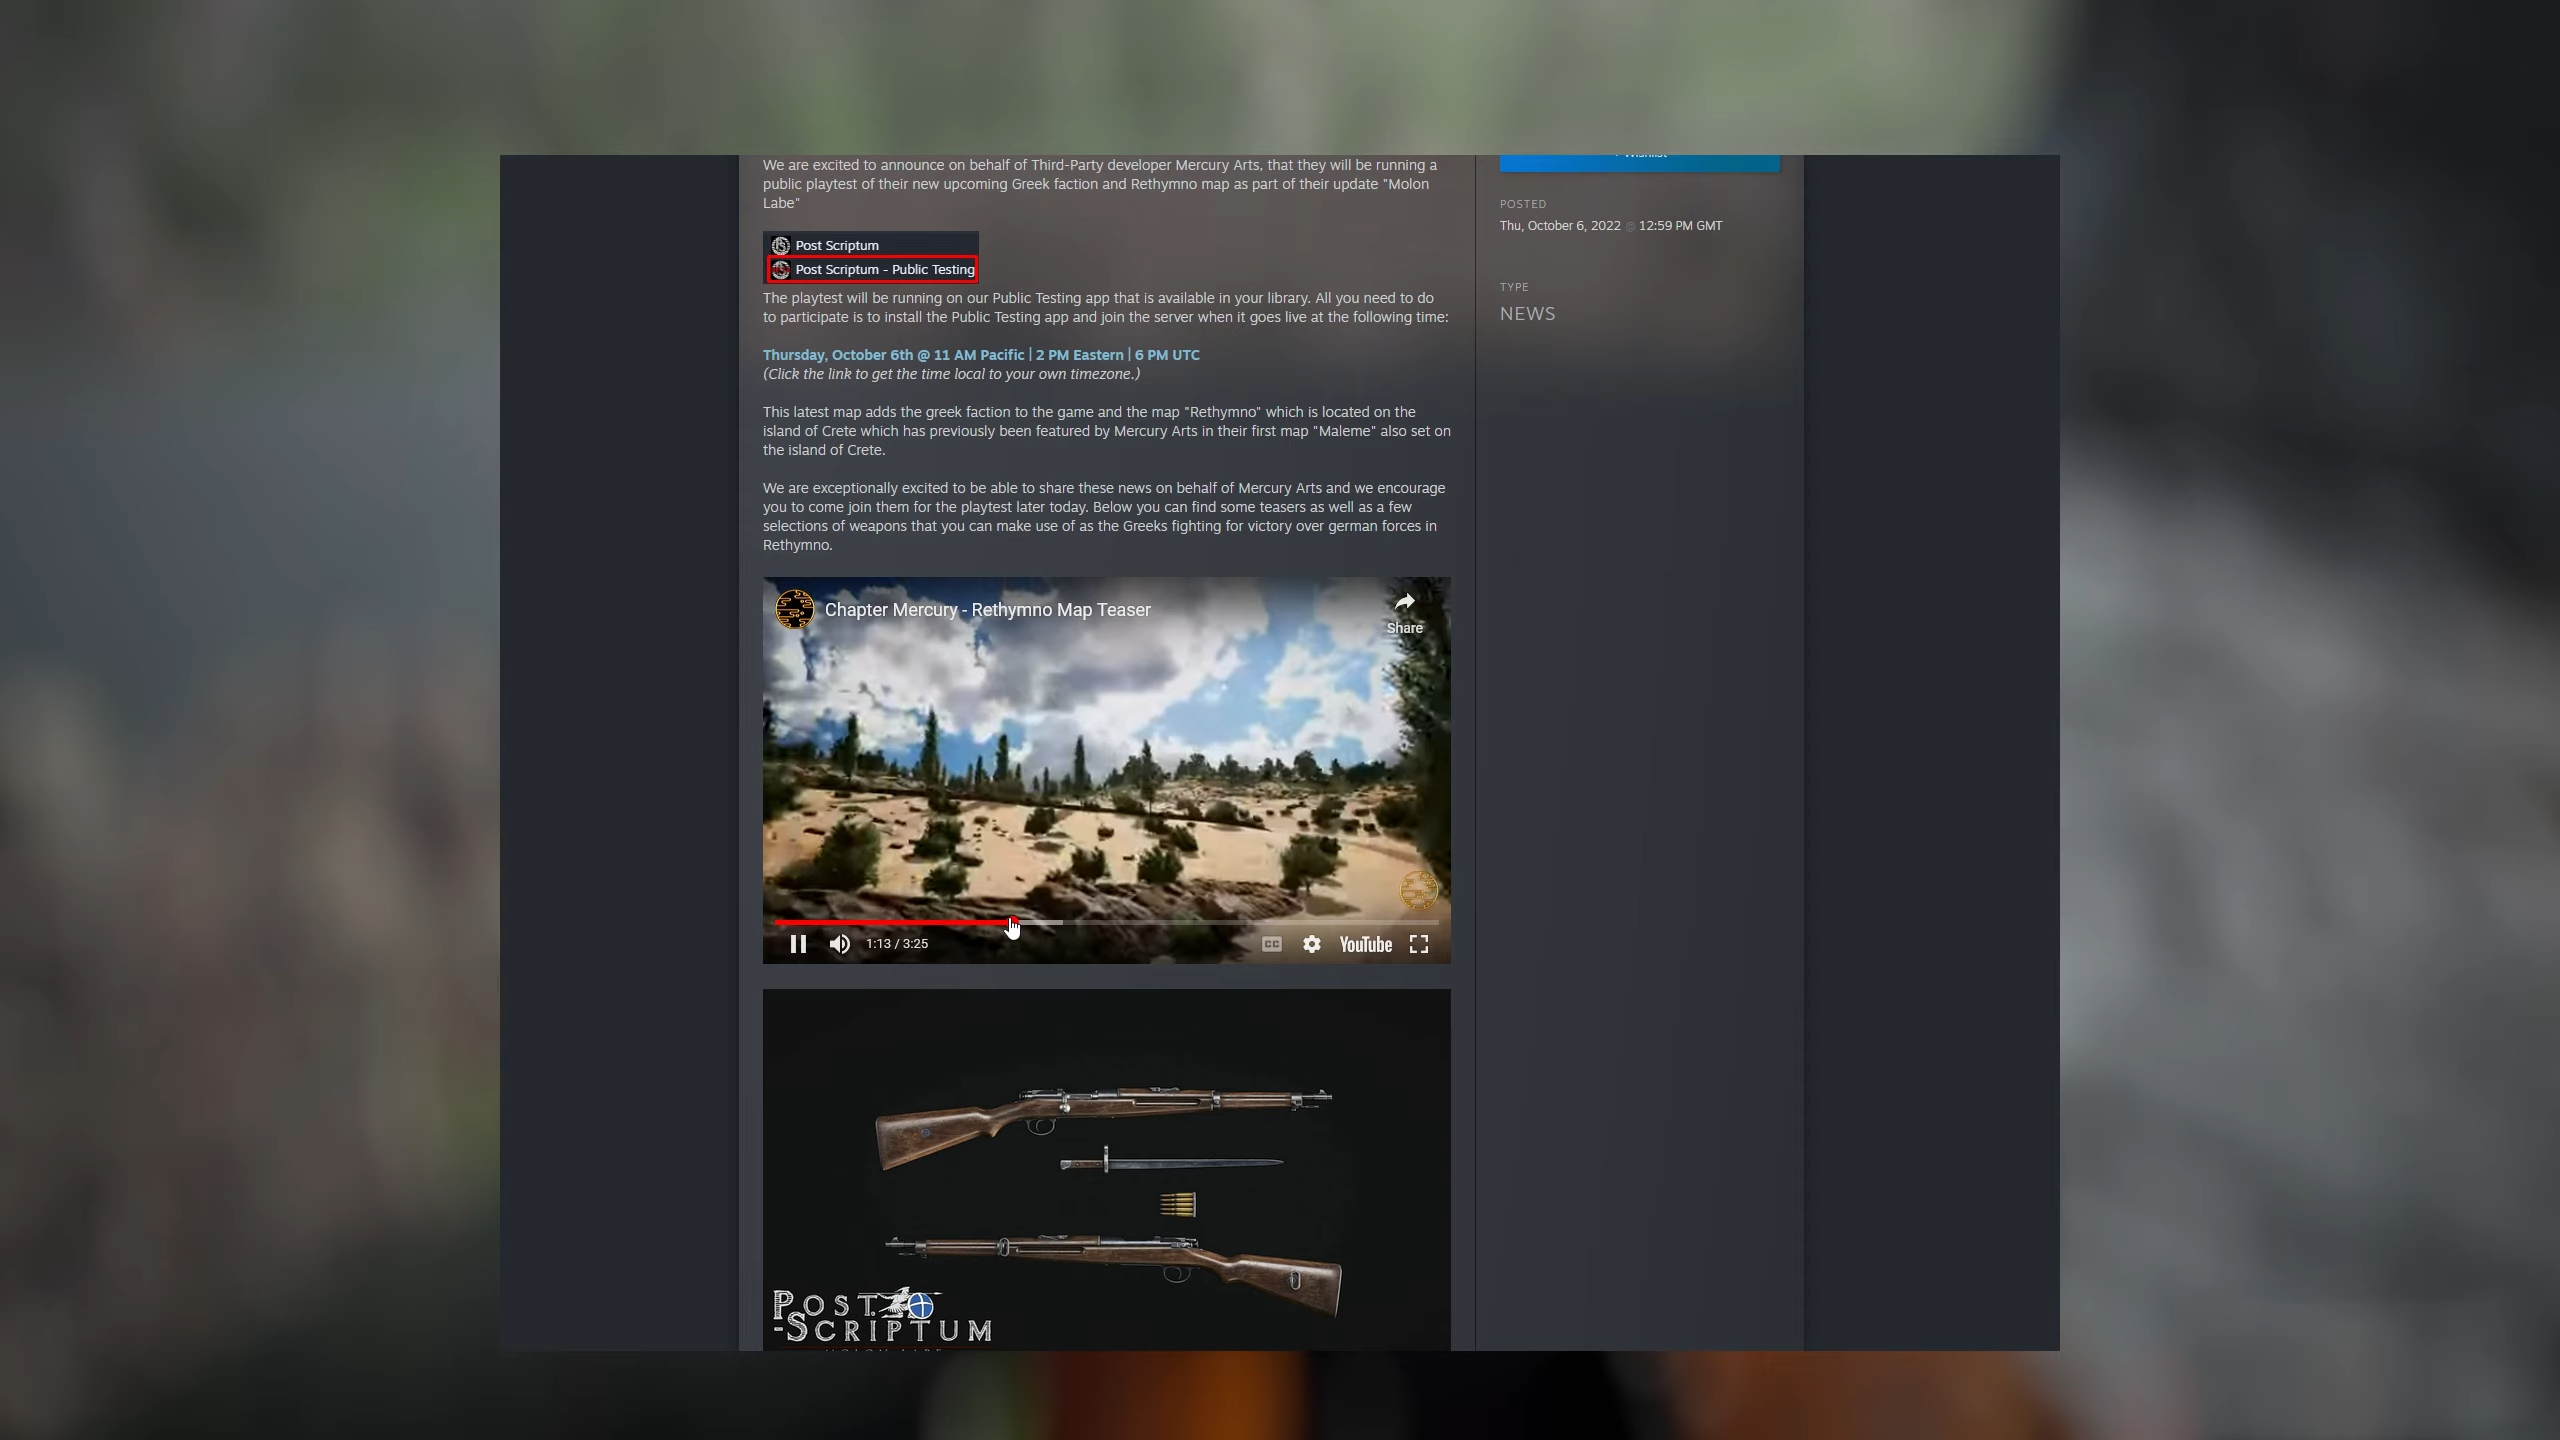 We are excited to announce on behalf of Third-Party developer Mercury Arts, that they will be running a
public playtest of their new upcoming Greek faction and Rethymno map as part of their update "Molon
Labe"
Post Scriptum
Post Scriptum - Public Testing
The playtest will be running on our Public Testing app that is available in your library. All you need to do
to participate is to install the Public Testing app and join the server when it goes live at the following time:
Thursday, October 6th @ 11 AM Pacific | 2 PM Eastern | 6 PM UTC
(Click the link to get the time local to your own timezone.)
This latest map adds the greek faction to the game and the map "Rethymno" which is located on the
island of Crete which has previously been featured by Mercury Arts in their first map "Maleme" also set on
the island of Crete.
We are exceptionally excited to be able to share these news on behalf of Mercury Arts and we encourage
you to come join them for the playtest later today. Below you can find some teasers as well as a few
selections of weapons that you can make use of as the Greeks fighting for victory over german forces in
Rethymno.
Chapter Mercury - Rethymno Map Teaser
Share
1:13 / 3:25
CC
YouTube
POST
-SCRIPTUM
POSTED
Thu, October 6, 2022 @ 12:59 PM GMT
TYPE
NEWS